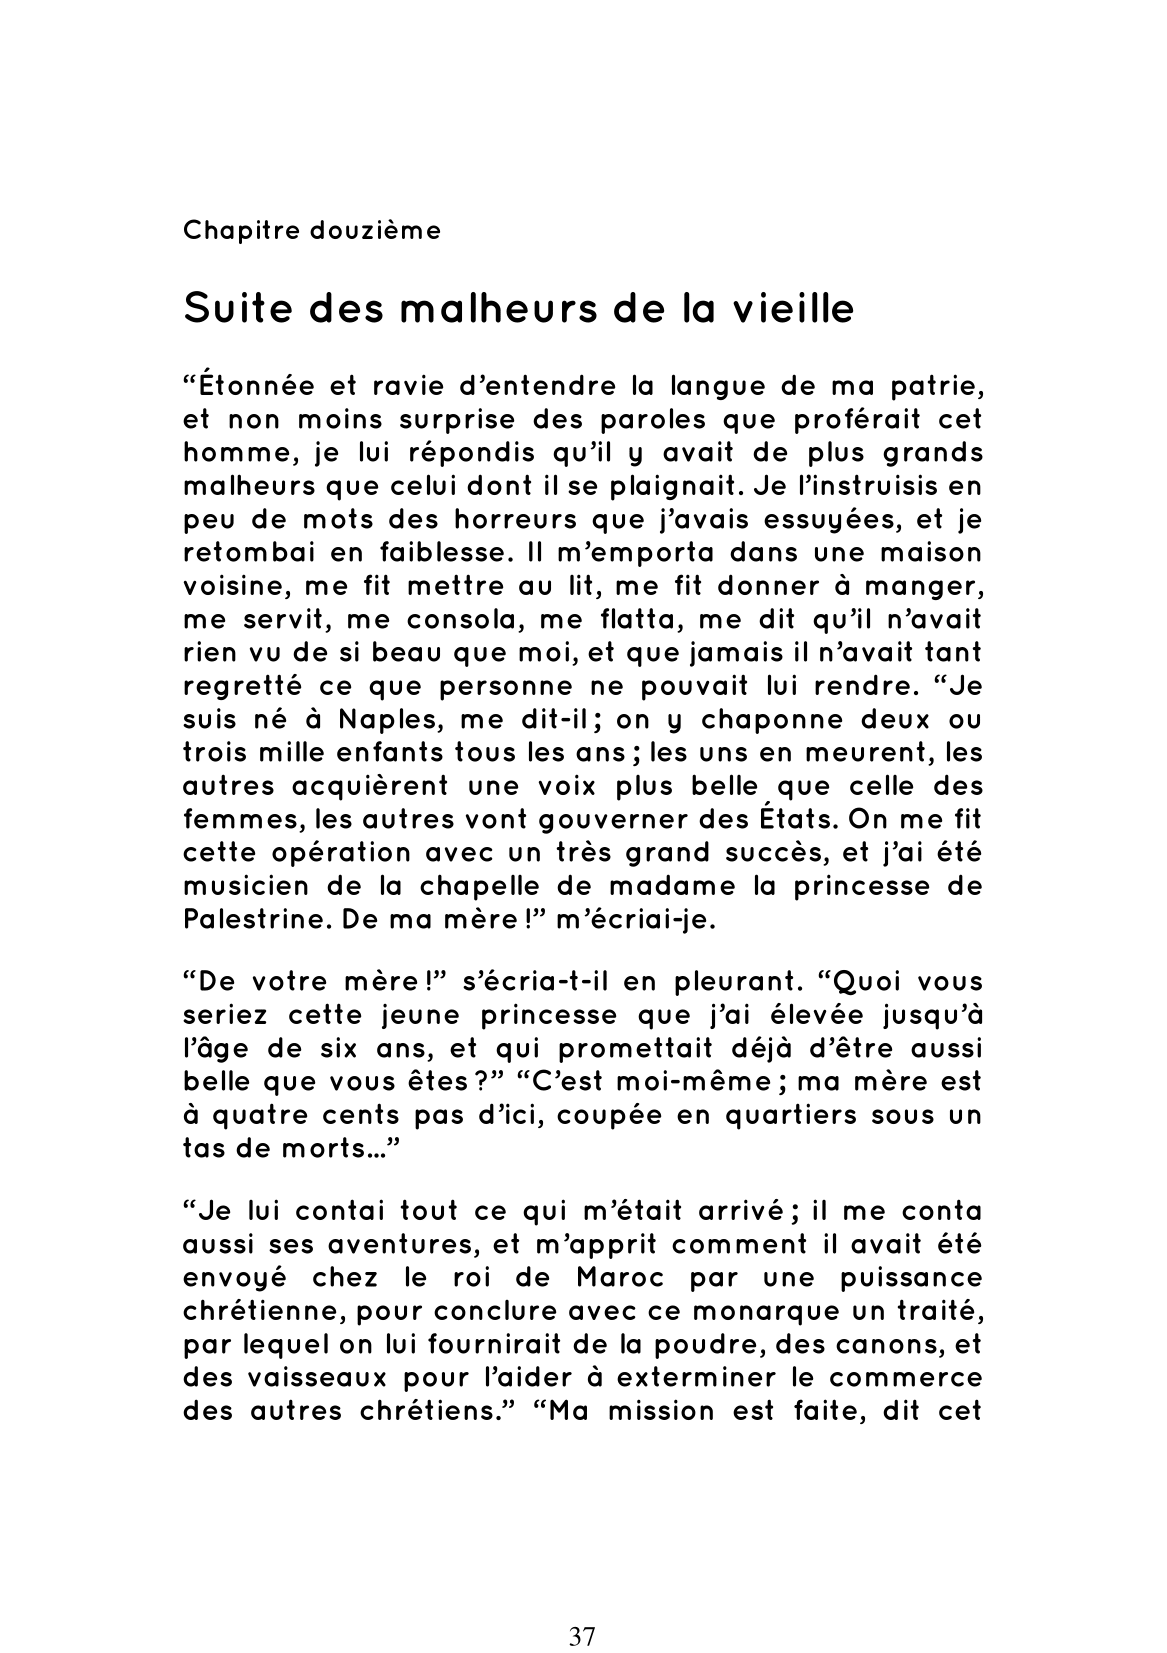 Chapitre douzième
Suite des malheurs de la vieille
“Étonnée et ravie d’entendre la langue de ma patrie,
et non moins surprise des paroles que proférait cet
homme, je lui répondis qu’il y avait de plus grands
malheurs que celui dont il se plaignait. Je l’instruisis en
peu de mots des horreurs que j’avais essuyées, et je
retombai en faiblesse. Il m’emporta dans une maison
voisine, me fit mettre au lit, me fit donner à manger,
me servit, me consola, me flatta, me dit qu’il n’avait
rien vu de si beau que moi, et que jamais il n’avait tant
regretté ce que personne ne pouvait lui rendre. “Je
suis né à Naples, me dit-il ; on y chaponne deux ou
trois mille enfants tous les ans ; les uns en meurent, les
autres acquièrent une voix plus belle que celle des
femmes, les autres vont gouverner des États. On me fit
cette opération avec un très grand succès, et j’ai été
musicien de la chapelle de madame la princesse de
Palestrine. De ma mère !” m’écriai-je.
“De votre mère !” s’écria-t-il en pleurant. “Quoi vous
seriez cette jeune princesse que j’ai élevée jusqu’à
l’âge de six ans, et qui promettait déjà d’être aussi
belle que vous êtes ?” “C’est moi-même ; ma mère est
à quatre cents pas d’ici, coupée en quartiers sous un
tas de morts…”
“Je lui contai tout ce qui m’était arrivé ; il me conta
aussi ses aventures, et m’apprit comment il avait été
envoyé chez le roi de Maroc par une puissance
chrétienne, pour conclure avec ce monarque un traité,
par lequel on lui fournirait de la poudre, des canons, et
des vaisseaux pour l’aider à exterminer le commerce
des autres chrétiens.” “Ma mission est faite, dit cet
37